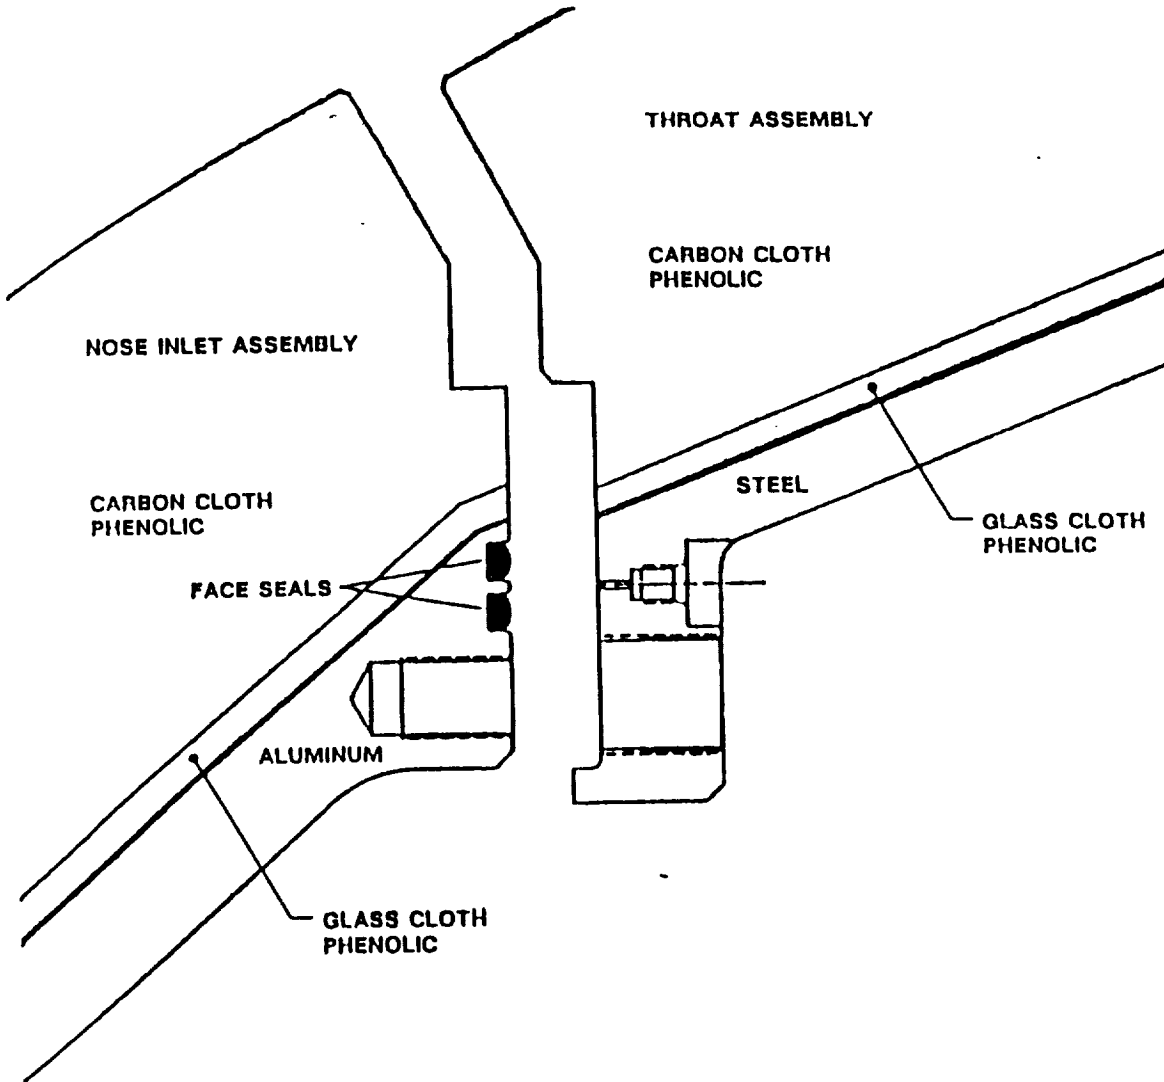 THROAT ASSEMBLY
CARBON CLOTH
PHENOLIC
NOSE INLET ASSEMBLY
CARBON CLOTH
PHENOLIC
STEEL
GLASS CLOTH
PHENOLIC
FACE SEALS
ALUMINUM
GLASS CLOTH
PHENOLIC